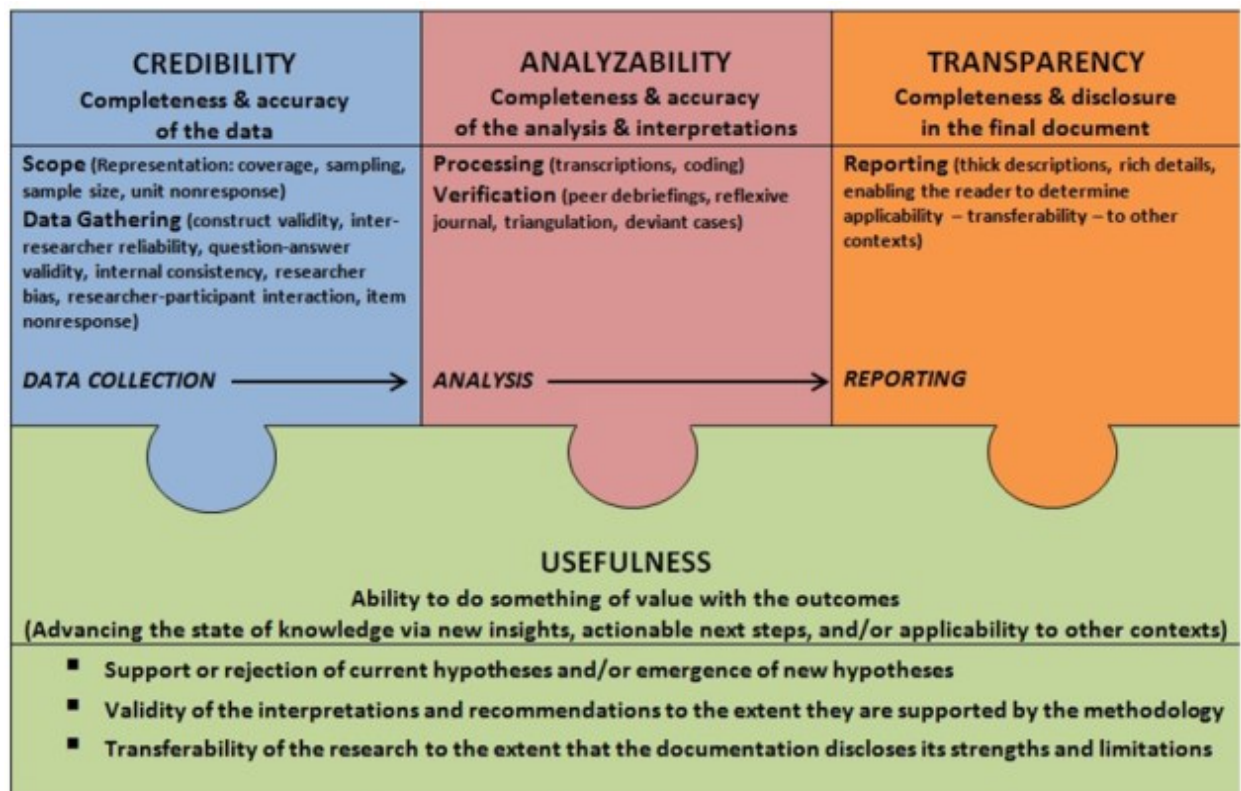 CREDIBILITY
Completeness & accuracy
of the data
Scope (Representation: coverage, sampling,
sample size, unit nonresponse)
Data Gathering (construct validity, inter-
researcher reliability, question-answer
validity, internal consistency, researcher
bias, researcher-participant interaction, item
nonresponse)
DATA COLLECTION
ANALYZABILITY
Completeness & accuracy
of the analysis & interpretations
Processing (transcriptions, coding)
Verification (peer debriefings, reflexive
journal, triangulation, deviant cases)
ANALYSIS
TRANSPARENCY
Completeness & disclosure
in the final document
Reporting (thick descriptions, rich details,
enabling the reader to determine
applicability – transferability – to other
contexts)
REPORTING
USEFULNESS
Ability to do something of value with the outcomes
(Advancing the state of knowledge via new insights, actionable next steps, and/or applicability to other contexts)
▪ Support or rejection of current hypotheses and/or emergence of new hypotheses
▪ Validity of the interpretations and recommendations to the extent they are supported by the methodology
▪ Transferability of the research to the extent that the documentation discloses its strengths and limitations